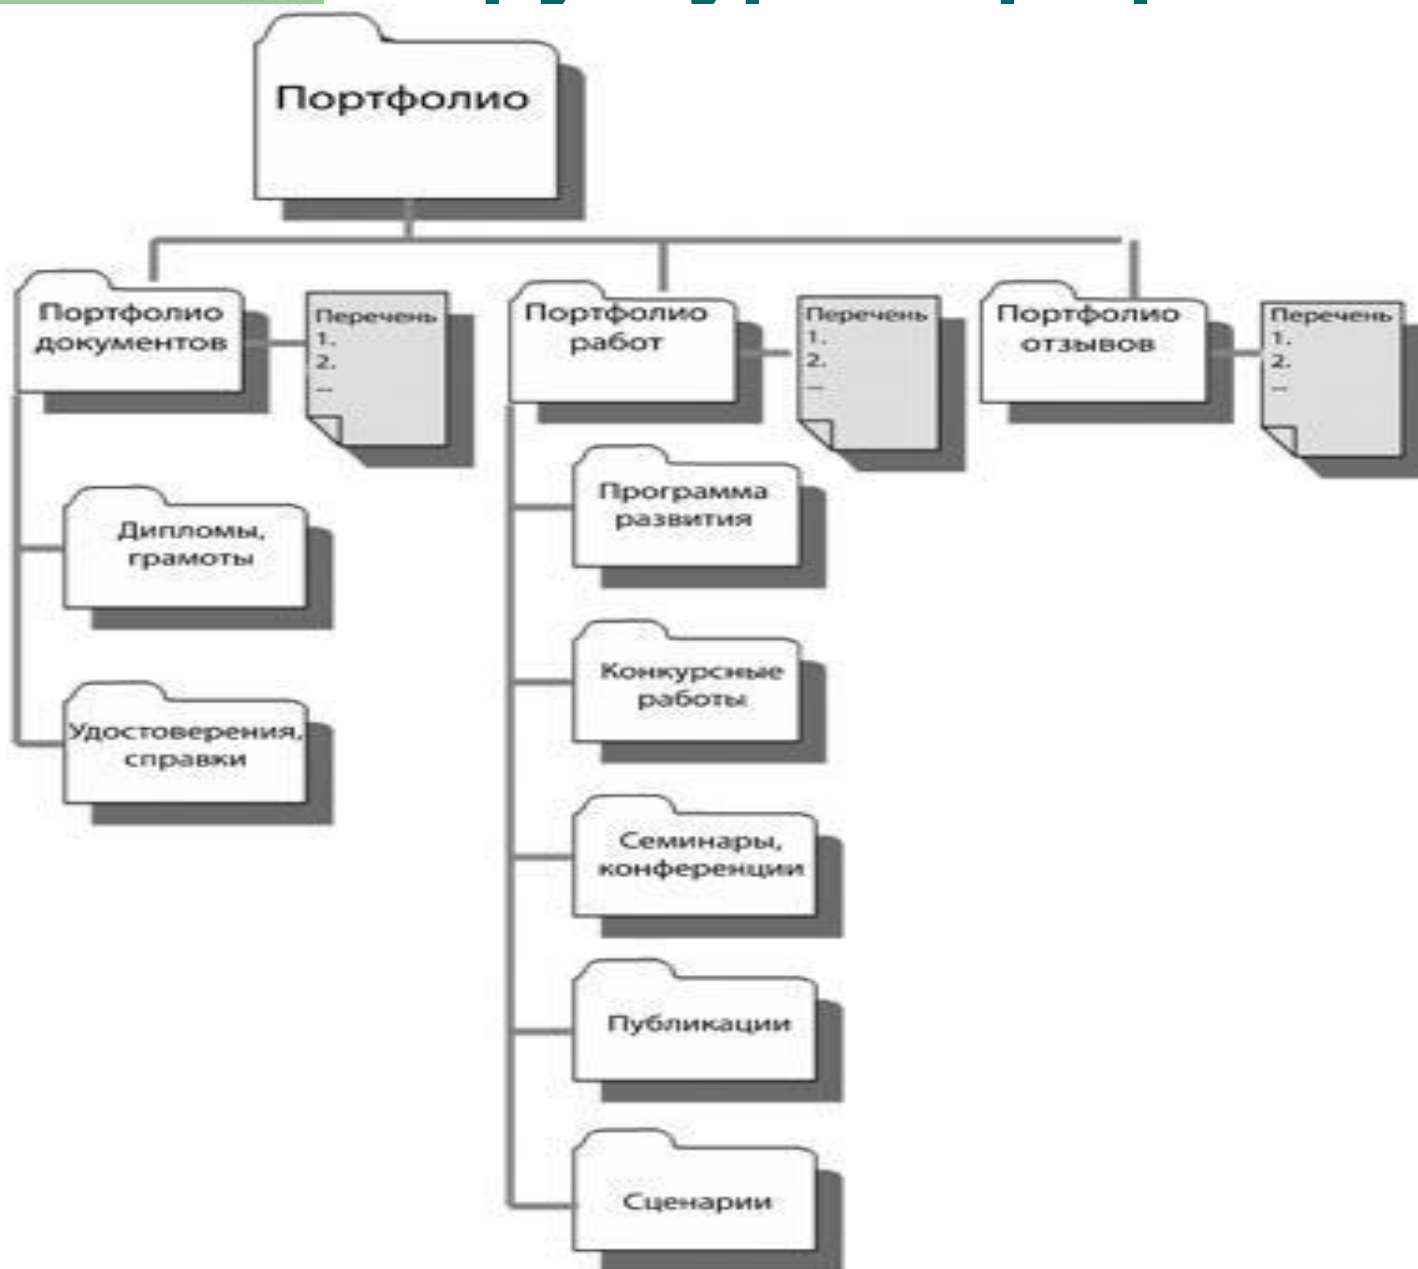 Портфолио
Портфолио
документов
Перечень
1.
2.
...
Портфолио
работ
Перечень
1.
2.
...
Портфолио
отзывов
Перечень
1.
2.
...
Дипломы,
грамоты
Удостоверения,
справки
Программа
развития
Конкурсные
работы
Семинары,
конференции
Публикации
Сценарии